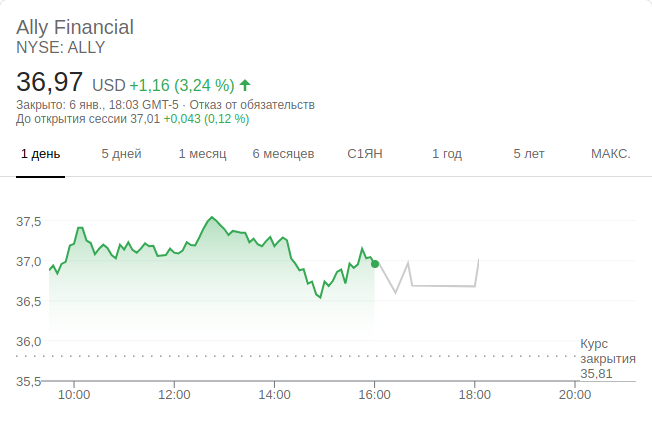 Ally Financial
NYSE: ALLY
36,97 USD +1,16 (3,24 %)
Закрыто: 6 янв., 18:03 GMT-5 · Отказ от обязательств
До открытия сессии 37,01 +0,043 (0,12 %)
1 день 5 дней 1 месяц 6 месяцев С1ЯН 1 год 5 лет МАКС.
37,5
37,0
36,5
36,0
Курс
закрытия
35,81
35,5
10:00 12:00 14:00 16:00 18:00 20:00